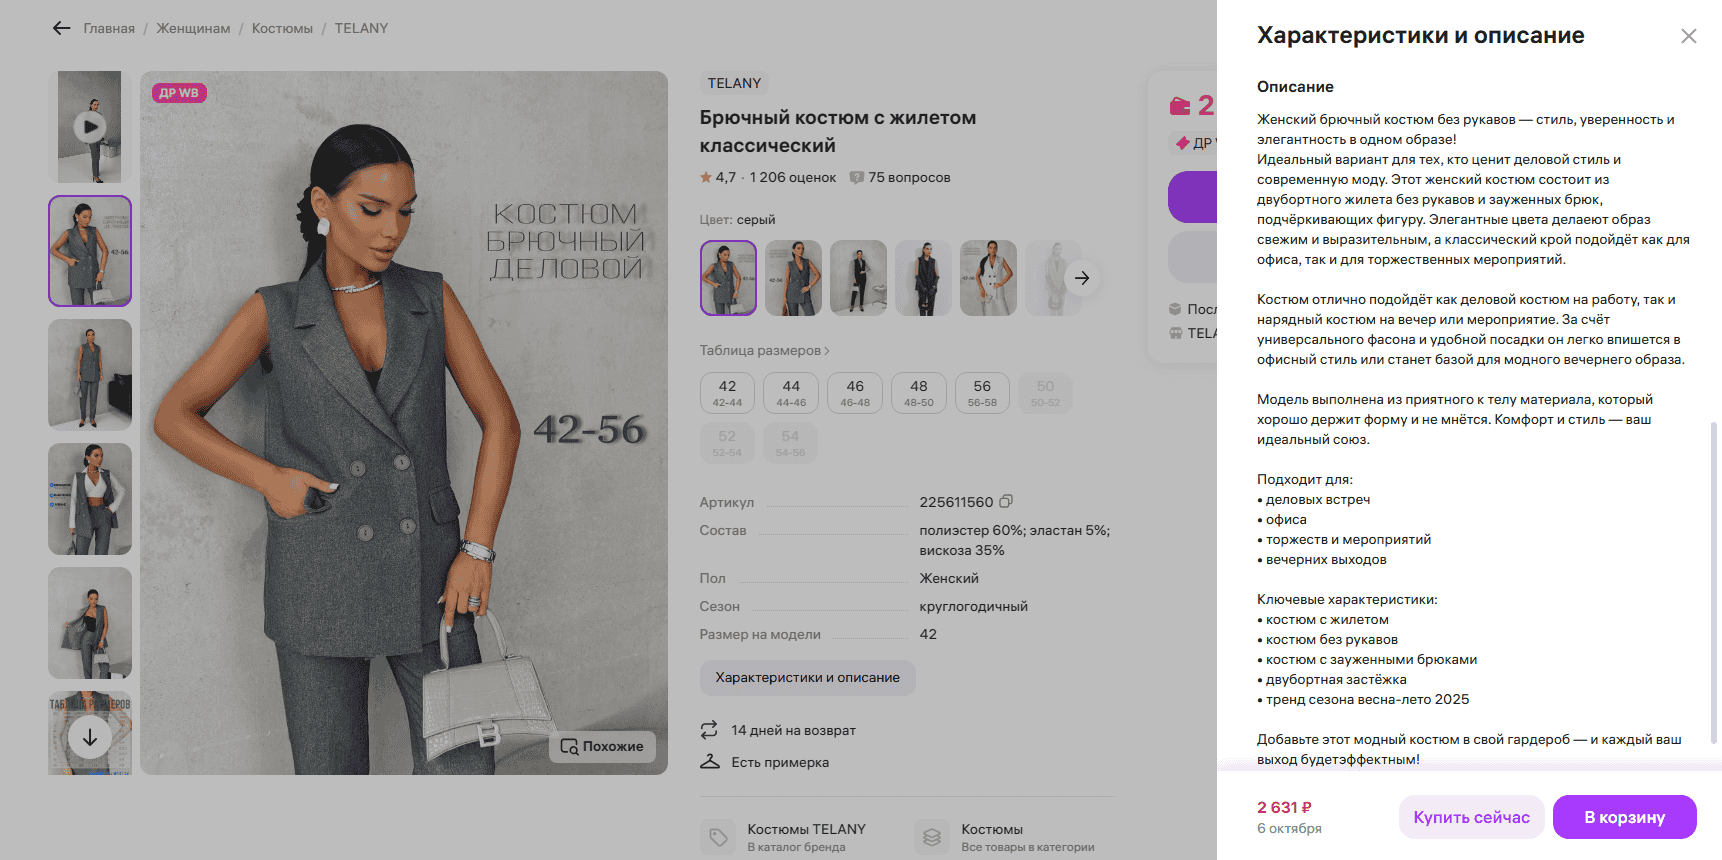 Главная / Женщинам / Костюмы / TELANY
ДР WB
КОСТЮМ
БРЮЧНЫЙ
ДЕЛОВОЙ
42-56
Похожие
ТАБЛИЦА РАЗМЕРОВ
TELANY
Брючный костюм с жилетом
классический
4,7 · 1 206 оценок
75 вопросов
Цвет: серый
Таблица размеров
42
42-44
44
44-46
46
46-48
48
48-50
56
56-58
50
50-52
52
52-54
54
54-56
Артикул 225611560
Состав полиэстер 60%; эластан 5%;
вискоза 35%
Пол Женский
Сезон круглогодичный
Размер на модели 42
Характеристики и описание
14 дней на возврат
Есть примерка
Костюмы TELANY
В каталог бренда
Костюмы
Все товары в категории
2
ДР
Посл
TELA
Характеристики и описание
Описание
Женский брючный костюм без рукавов — стиль, уверенность и
элегантность в одном образе!
Идеальный вариант для тех, кто ценит деловой стиль и
современную моду. Этот женский костюм состоит из
двубортного жилета без рукавов и зауженных брюк,
подчёркивающих фигуру. Элегантные цвета делаеют образ
свежим и выразительным, а классический крой подойдёт как для
офиса, так и для торжественных мероприятий.
Костюм отлично подойдёт как деловой костюм на работу, так и
нарядный костюм на вечер или мероприятие. За счёт
универсального фасона и удобной посадки он легко впишется в
офисный стиль или станет базой для модного вечернего образа.
Модель выполнена из приятного к телу материала, который
хорошо держит форму и не мнётся. Комфорт и стиль — ваш
идеальный союз.
Подходит для:
• деловых встреч
• офиса
• торжеств и мероприятий
• вечерних выходов
Ключевые характеристики:
• костюм с жилетом
• костюм без рукавов
• костюм с зауженными брюками
• двубортная застёжка
• тренд сезона весна-лето 2025
Добавьте этот модный костюм в свой гардероб — и каждый ваш
выход будетэффектным!
2 631 ₽
6 октября
Купить сейчас
В корзину